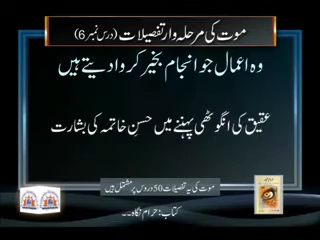 موت کی مرحلہ وار تفصیلات (درس نمبر 6)
وہ اعمال جو انجام بخیر کروا دیتے ہیں
عقیق کی انگوٹھی پہننے میں حسنِ خاتمہ کی بشارت
موت کی یہ تفصیلات 50 دروس پر مشتمل ہیں
کتاب: حرام نگاہ۔۔